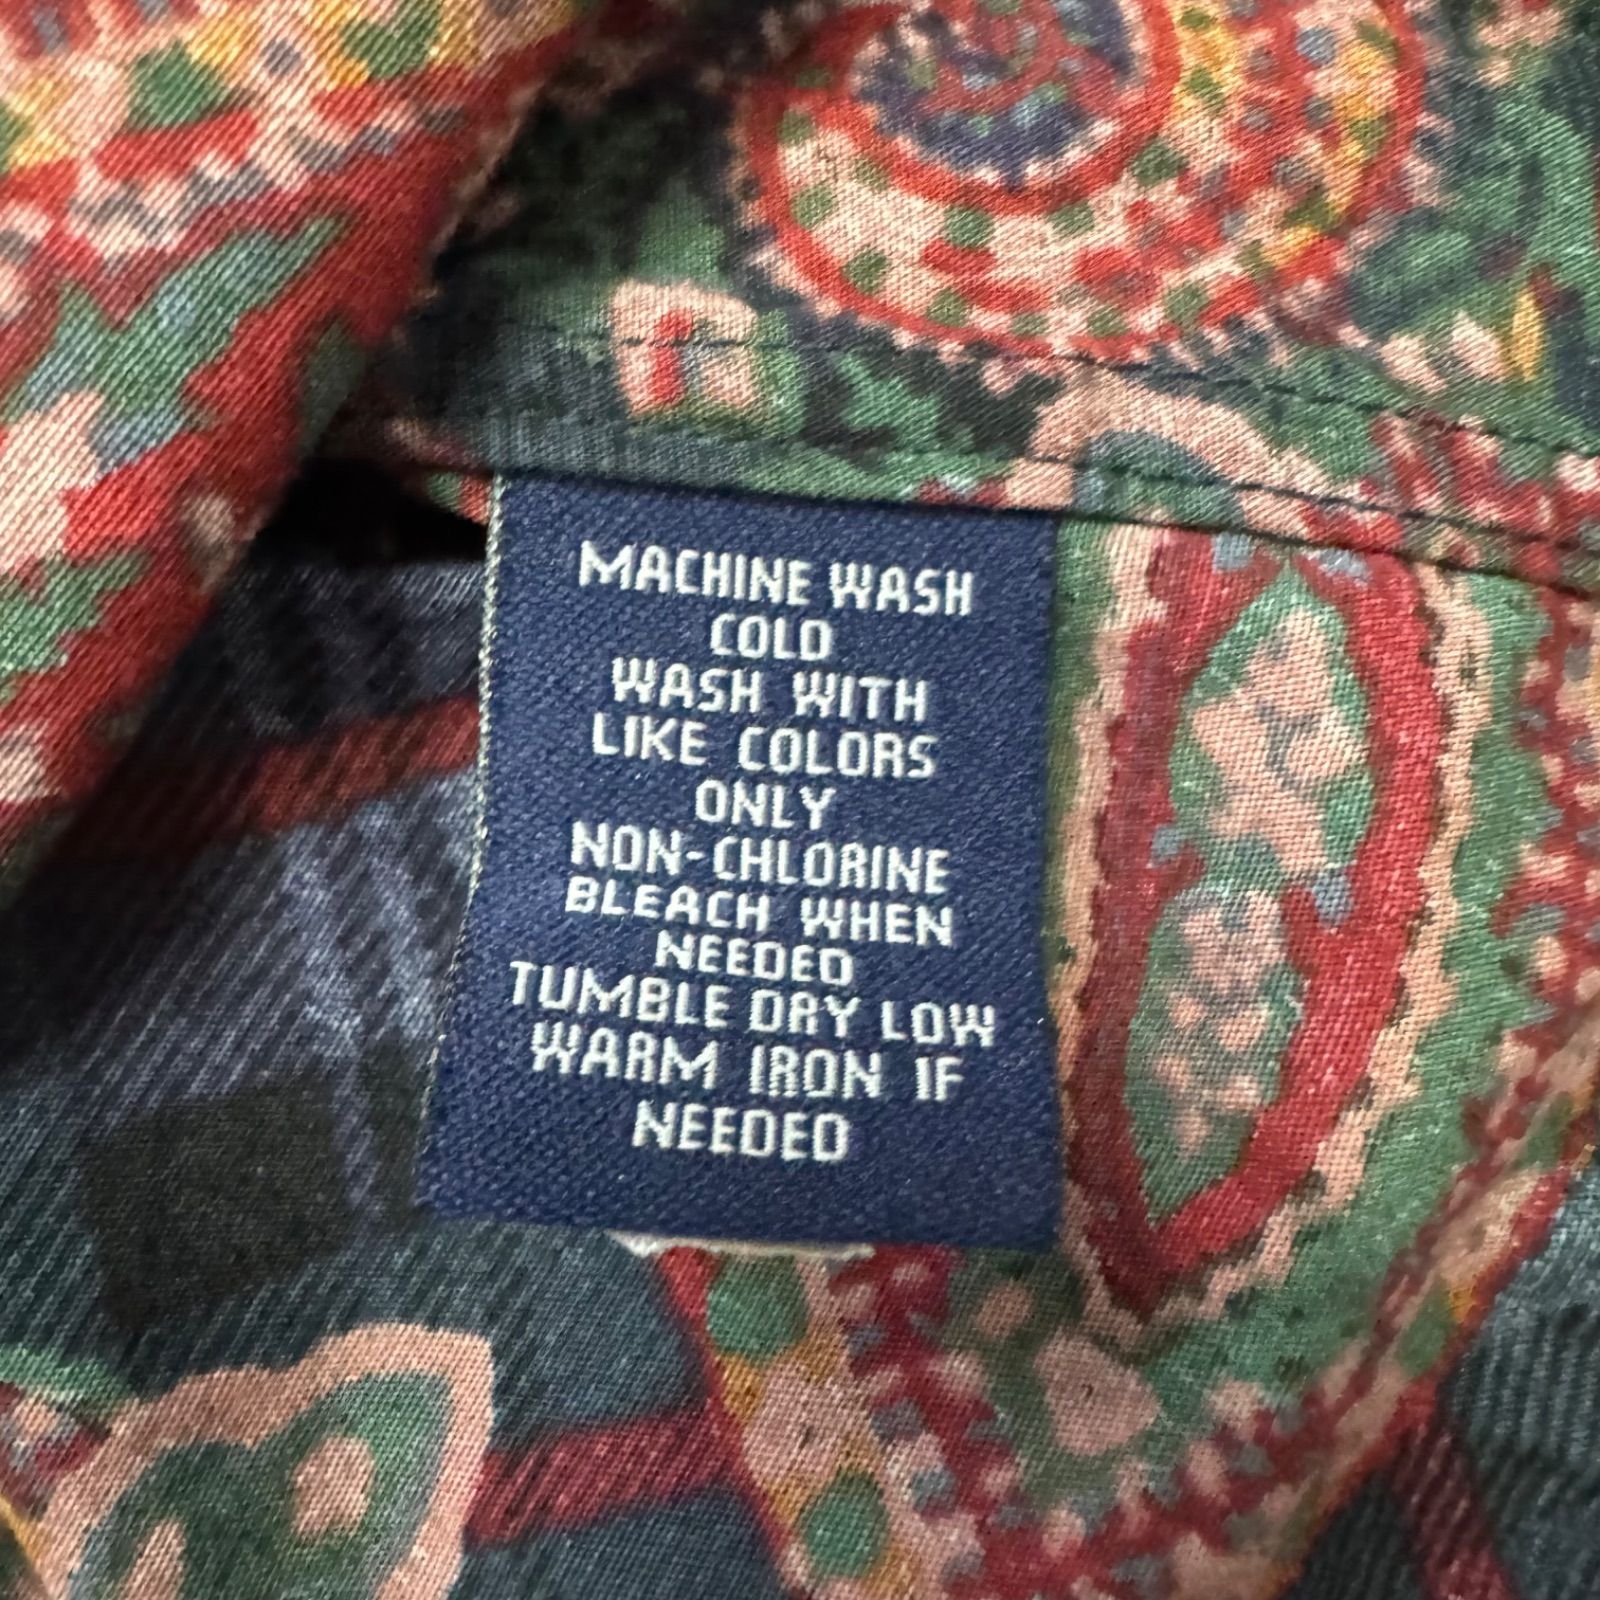 MACHINE WASH
COLD
WASH WITH
LIKE COLORS
ONLY
NON-CHLORINE
BLEACH WHEN
NEEDED
TUMBLE DRY LOW
WARM IRON IF
NEEDED